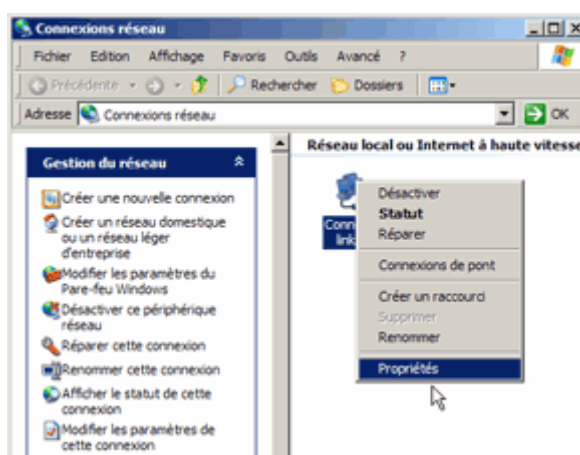 Connexions réseau
Fichier Edition Affichage Favoris Outils Avancé ?
Précédente Rechercher Dossiers
Adresse Connexions réseau OK
Gestion du réseau
Créer une nouvelle connexion
Créer un réseau domestique
ou un réseau léger
d'entreprise
Modifier les paramètres du
Pare-feu Windows
Désactiver ce périphérique
réseau
Réparer cette connexion
Renommer cette connexion
Afficher le statut de cette
connexion
Modifier les paramètres de
cette connexion
Réseau local ou Internet à haute vitesse
Conn
link
Désactiver
Statut
Réparer
Connexions de pont
Créer un raccourci
Supprimer
Renommer
Propriétés